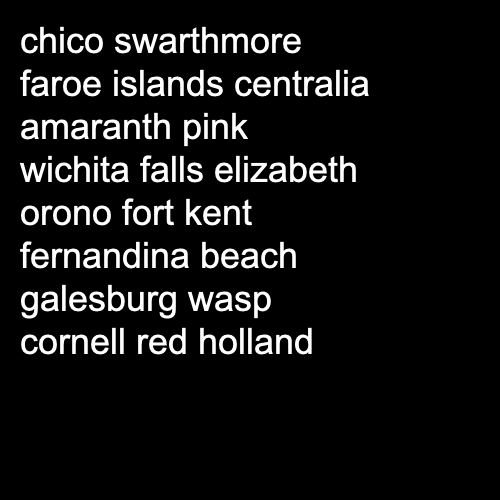 chico swarthmore
faroe islands centralia
amaranth pink
wichita falls elizabeth
orono fort kent
fernandina beach
galesburg wasp
cornell red holland